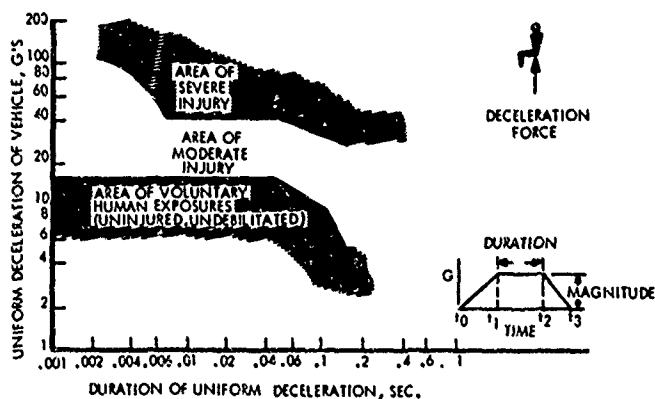 UNIFORM DECELERATION OF VEHICLE, G'S
200
100
80
60
40
20
10
8
6
4
2
1
AREA OF
SEVERE
INJURY
AREA OF
MODERATE
INJURY
AREA OF VOLUNTARY
HUMAN EXPOSURES
(UNINJURED, UNDEBILITATED)
DECELERATION
FORCE
DURATION
G
MAGNITUDE
t0 t1 t2 t3
TIME
.001 .002 .004 .006 .01 .02 .04 .06 .1 .2 .4 .6 1
DURATION OF UNIFORM DECELERATION, SEC.